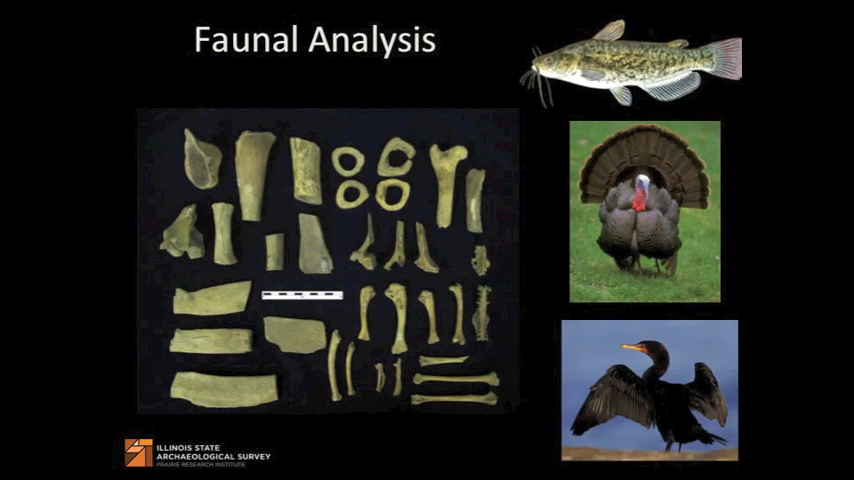 Faunal Analysis
ILLINOIS STATE
ARCHAEOLOGICAL SURVEY
PRAIRIE RESEARCH INSTITUTE